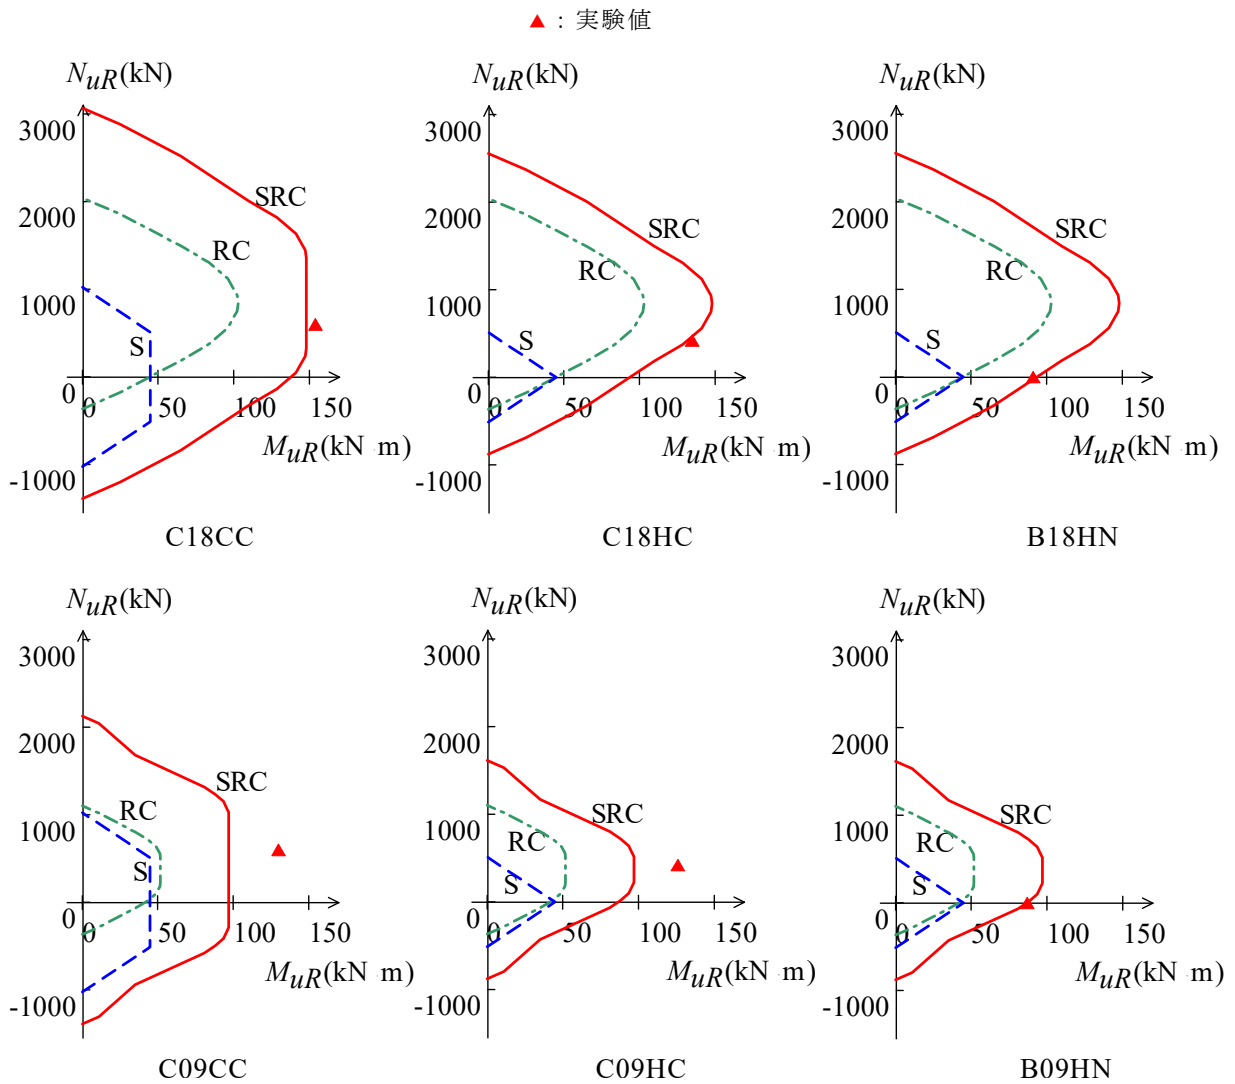 ▲ : 実験値
NuR(kN) NuR(kN) NuR(kN)
3000 3000 3000
2000 SRC 2000 SRC 2000 SRC
RC RC RC
1000 1000 1000
S S S
0 0 50 100 150 0 0 50 100 150 0 0 50 100 150
MuR(kN m) MuR(kN m) MuR(kN m)
-1000 -1000 -1000
C18CC C18HC B18HN
NuR(kN) NuR(kN) NuR(kN)
3000 3000 3000
2000 2000 2000
SRC SRC SRC
1000 RC 1000 RC 1000 RC
S S S
0 0 50 100 150 0 0 50 100 150 0 0 50 100 150
MuR(kN m) MuR(kN m) MuR(kN m)
-1000 -1000 -1000
C09CC C09HC B09HN